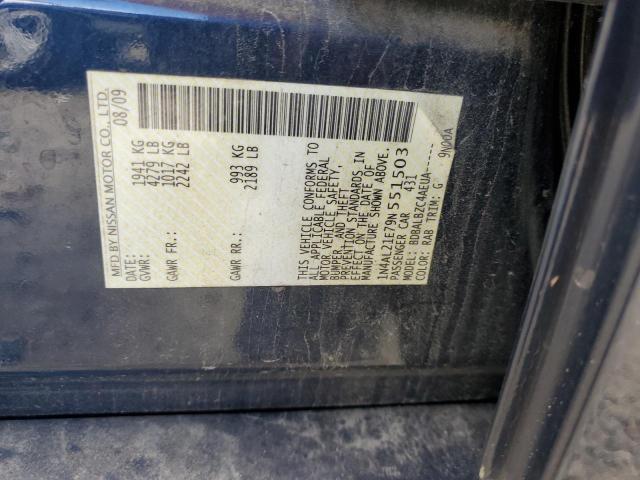 MFD BY NISSAN MOTOR CO., LTD.
DATE: 08/09
GVWR: 1941 KG
4279 LB
GAWR FR: 1017 KG
2242 LB
GAWR RR: 993 KG
2189 LB
THIS VEHICLE CONFORMS TO
ALL APPLICABLE FEDERAL
MOTOR VEHICLE SAFETY,
BUMPER, AND THEFT
PREVENTION STANDARDS IN
EFFECT ON THE DATE OF
MANUFACTURE SHOWN ABOVE.
1N4AL21E79N551503
PASSENGER CAR 431
MODEL: BDBALBZC4AEUA-----
COLOR: RAB TRIM: G
9N00A